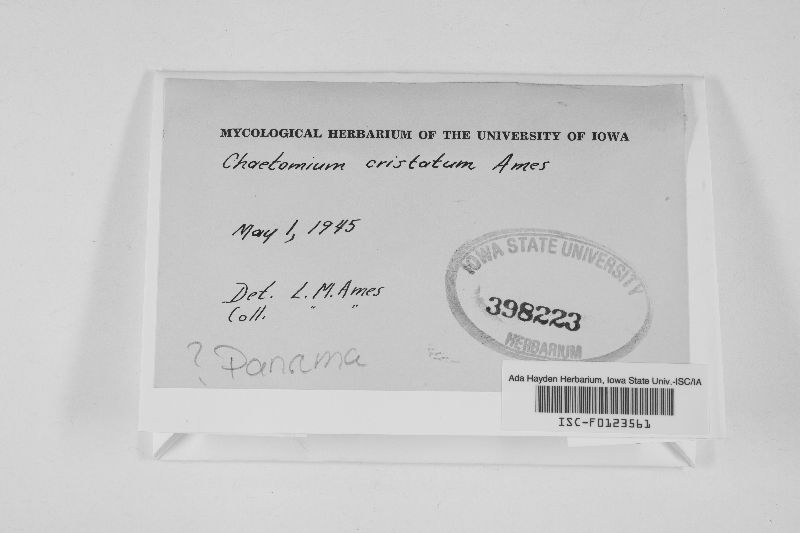 MYCOLOGICAL HERBARIUM OF THE UNIVERSITY OF IOWA
Chaetomium cristatum Ames
May 1, 1945
Det. L. M. Ames
Coll. " "
? Panama
IOWA STATE UNIVERSITY
398223
HERBARIUM
Ada Hayden Herbarium, Iowa State Univ.-ISC/IA
ISC-F0123561